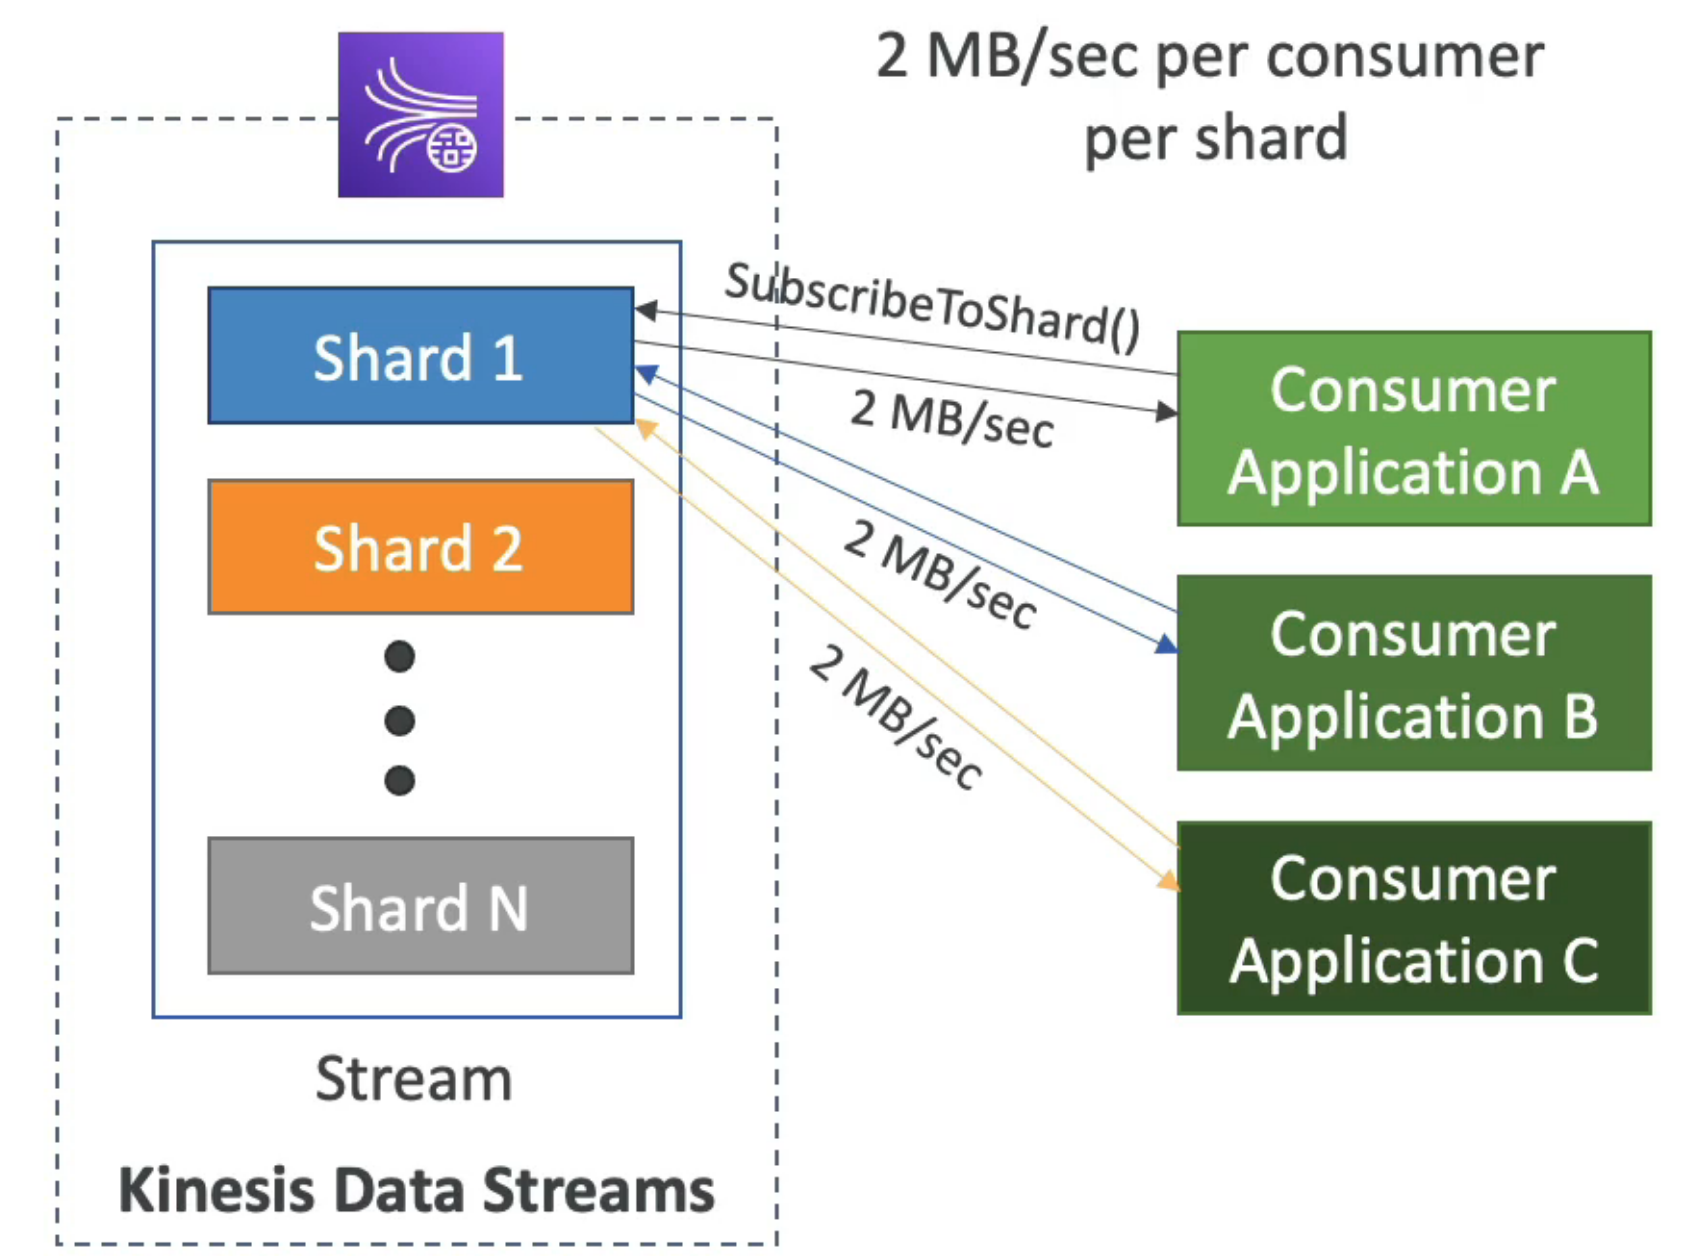 2 MB/sec per consumer
per shard
Shard 1
Shard 2
Shard N
Stream
Kinesis Data Streams
SubscribeToShard()
2 MB/sec
2 MB/sec
2 MB/sec
Consumer
Application A
Consumer
Application B
Consumer
Application C